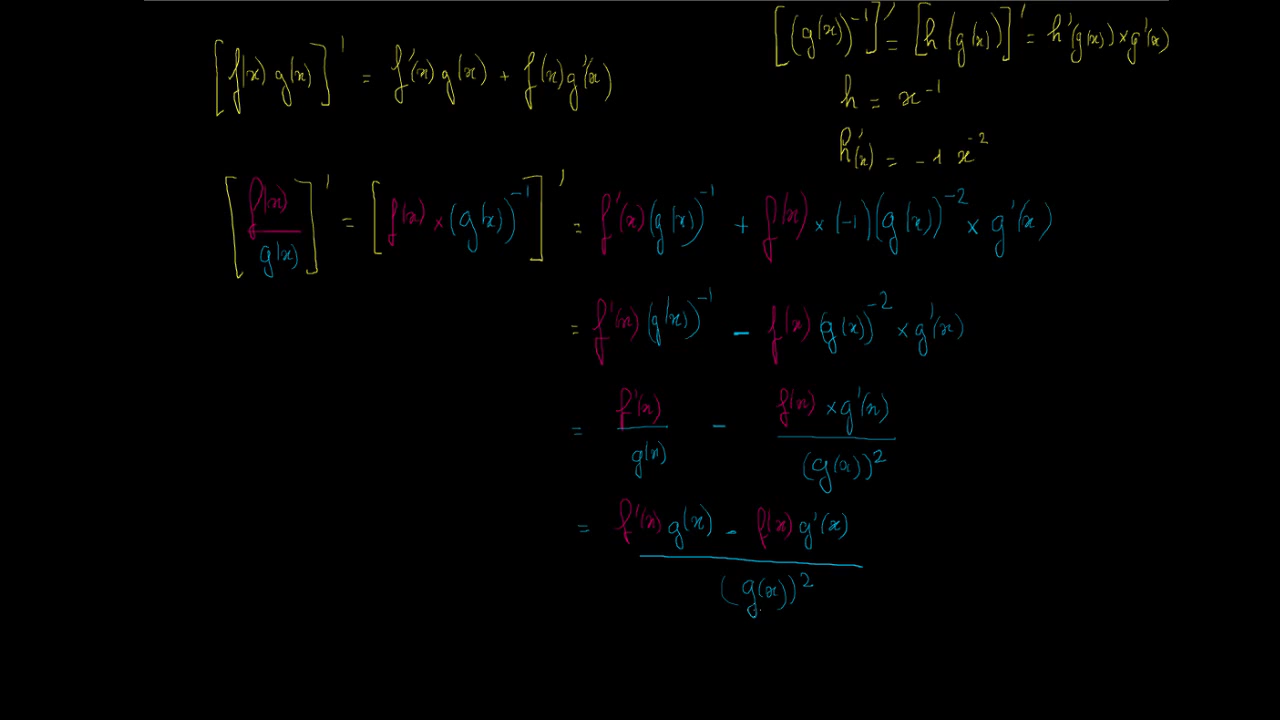 [f(x) g(x)]' = f'(x) g(x) + f(x) g'(x)
[(g(x))⁻¹]' = [h(g(x))]' = h'(g(x)) × g'(x)
h = x⁻¹
h'(x) = -1 x⁻²
[f(x)/g(x)]' = [f(x) × (g(x))⁻¹]' = f'(x) (g(x))⁻¹ + f(x) × (-1) (g(x))⁻² × g'(x)
= f'(x) (g(x))⁻¹ - f(x) (g(x))⁻² × g'(x)
= f'(x)/g(x) - f(x) × g'(x)/(g(x))²
= f'(x) g(x) - f(x) g'(x)/(g(x))²